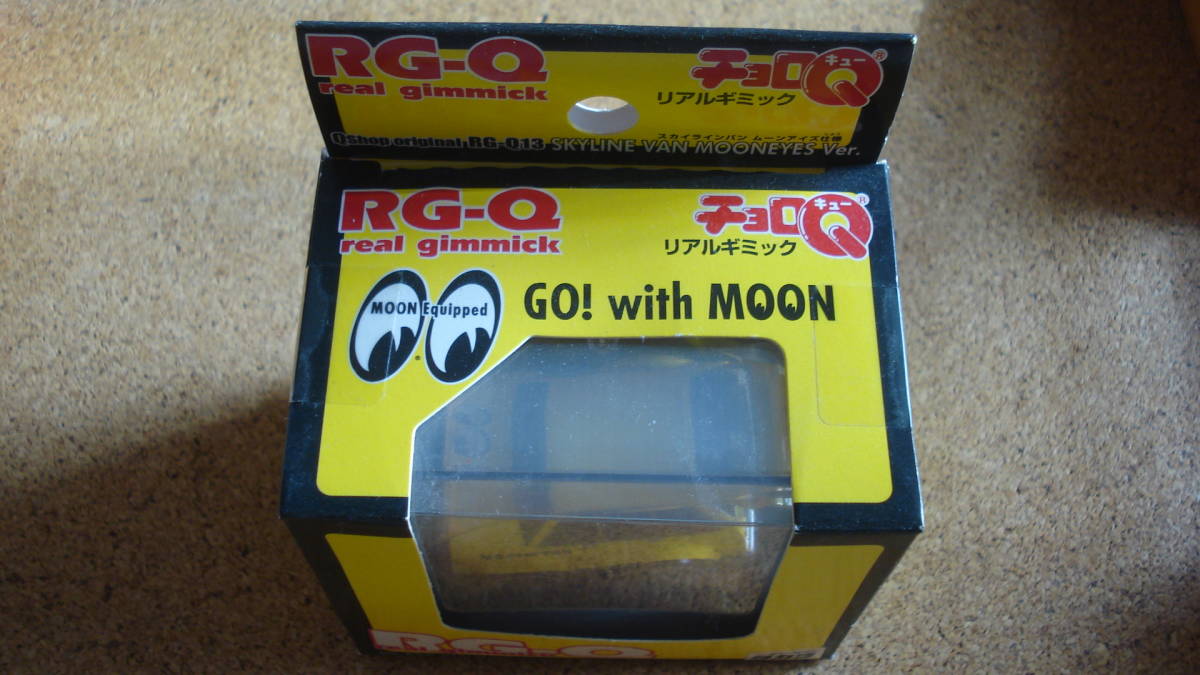 RG-Q
real gimmick
チョロQ®
キュー
リアルギミック
スカイラインバン ムーンアイズ仕様
Qshop original RG-Q13 SKYLINE VAN MOONEYES Ver.
RG-Q
real gimmick
チョロQ®
キュー
リアルギミック
MOON Equipped
GO! with MOON
RG-Q